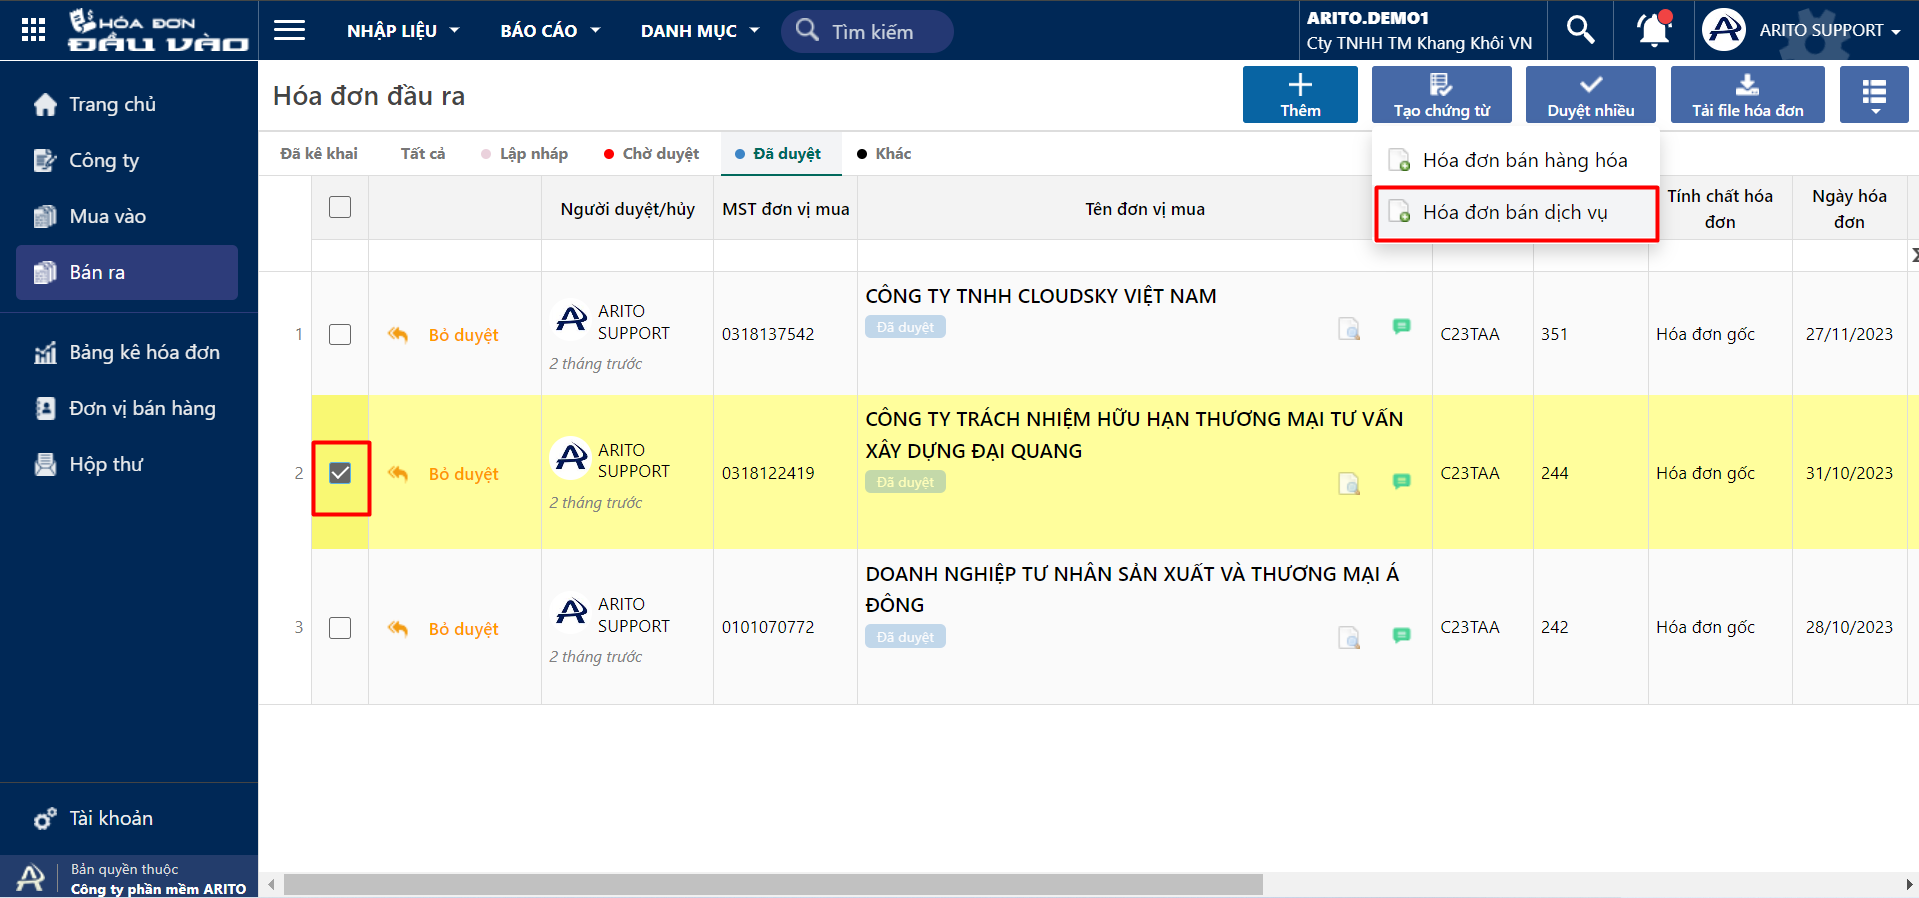 HÓA ĐƠN
ĐẦU VÀO
NHẬP LIỆU
BÁO CÁO
DANH MỤC
Tìm kiếm
ARITO.DEMO1
Cty TNHH TM Khang Khôi VN
ARITO SUPPORT
Trang chủ
Công ty
Mua vào
Bán ra
Bảng kê hóa đơn
Đơn vị bán hàng
Hộp thư
Tài khoản
Bản quyền thuộc
Công ty phần mềm ARITO
Hóa đơn đầu ra
Thêm
Tạo chứng từ
Duyệt nhiều
Tải file hóa đơn
Đã kê khai
Tất cả
Lập nháp
Chờ duyệt
Đã duyệt
Khác
Hóa đơn bán hàng hóa
Hóa đơn bán dịch vụ
Người duyệt/hủy
MST đơn vị mua
Tên đơn vị mua
Tính chất hóa
đơn
Ngày hóa
đơn
1
Bỏ duyệt
ARITO
SUPPORT
2 tháng trước
0318137542
CÔNG TY TNHH CLOUDSKY VIỆT NAM
Đã duyệt
C23TAA
351
Hóa đơn gốc
27/11/2023
2
Bỏ duyệt
ARITO
SUPPORT
2 tháng trước
0318122419
CÔNG TY TRÁCH NHIỆM HỮU HẠN THƯƠNG MẠI TƯ VẤN
XÂY DỰNG ĐẠI QUANG
Đã duyệt
C23TAA
244
Hóa đơn gốc
31/10/2023
3
Bỏ duyệt
ARITO
SUPPORT
2 tháng trước
0101070772
DOANH NGHIỆP TƯ NHÂN SẢN XUẤT VÀ THƯƠNG MẠI Á
ĐÔNG
Đã duyệt
C23TAA
242
Hóa đơn gốc
28/10/2023